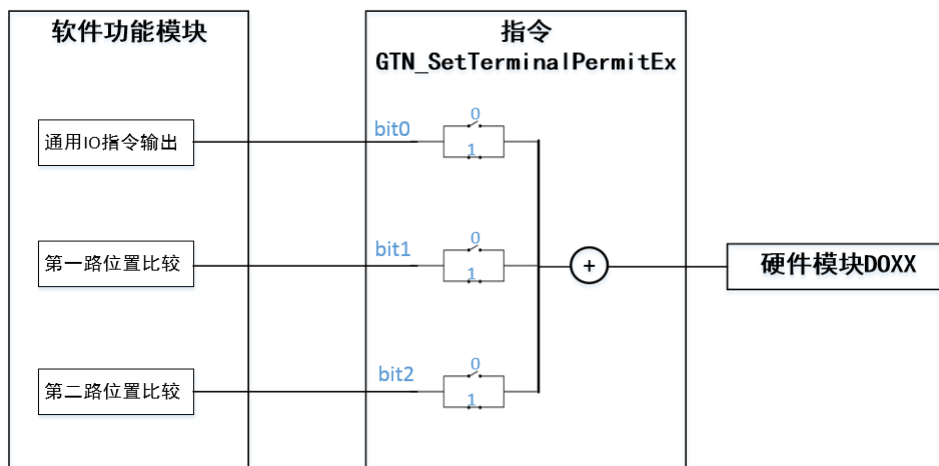 软件功能模块
指令
GTN_SetTerminalPermitEx
通用IO指令输出
bit0
0
1
第一路位置比较
bit1
0
1
+
硬件模块DOXX
第二路位置比较
bit2
0
1